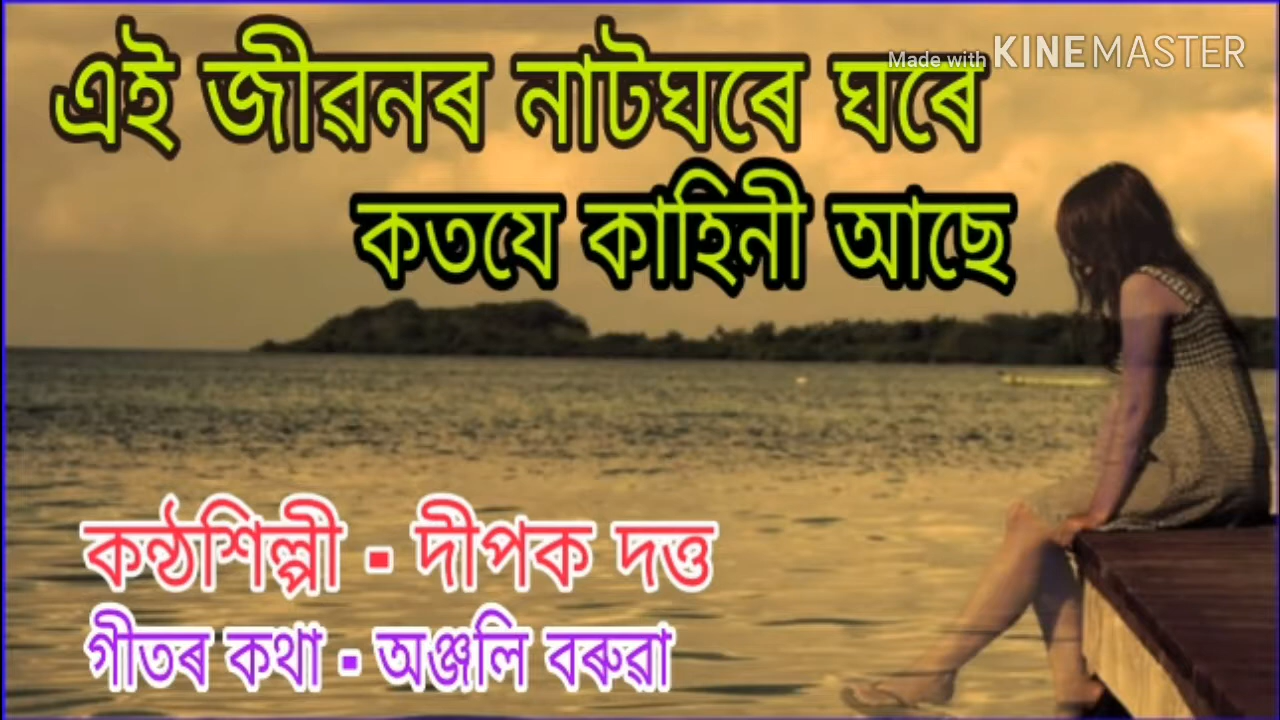 এই জীৱনৰ নাটঘৰে ঘৰে
Made with KINEMASTER
কতযে কাহিনী আছে
কন্ঠশিল্পী - দীপক দত্ত
গীতৰ কথা - অঞ্জলি বৰুৱা